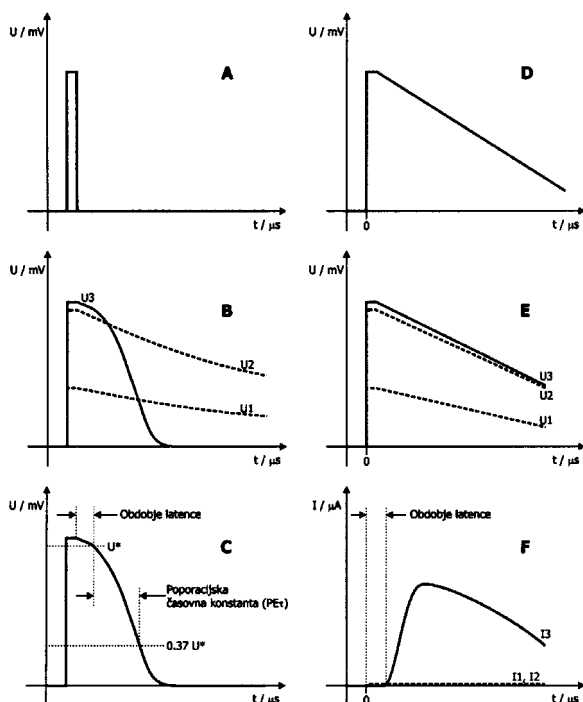 U / mV
A
t / μs
U / mV
D
0
t / μs
U / mV
U3
B
U2
U1
t / μs
U / mV
E
U3
U2
U1
0
t / μs
U / mV
Obdobje latence
U*
C
Poporacijska
časovna konstanta (PEτ)
0.37 U*
t / μs
I / μA
Obdobje latence
F
I3
I1, I2
0
t / μs